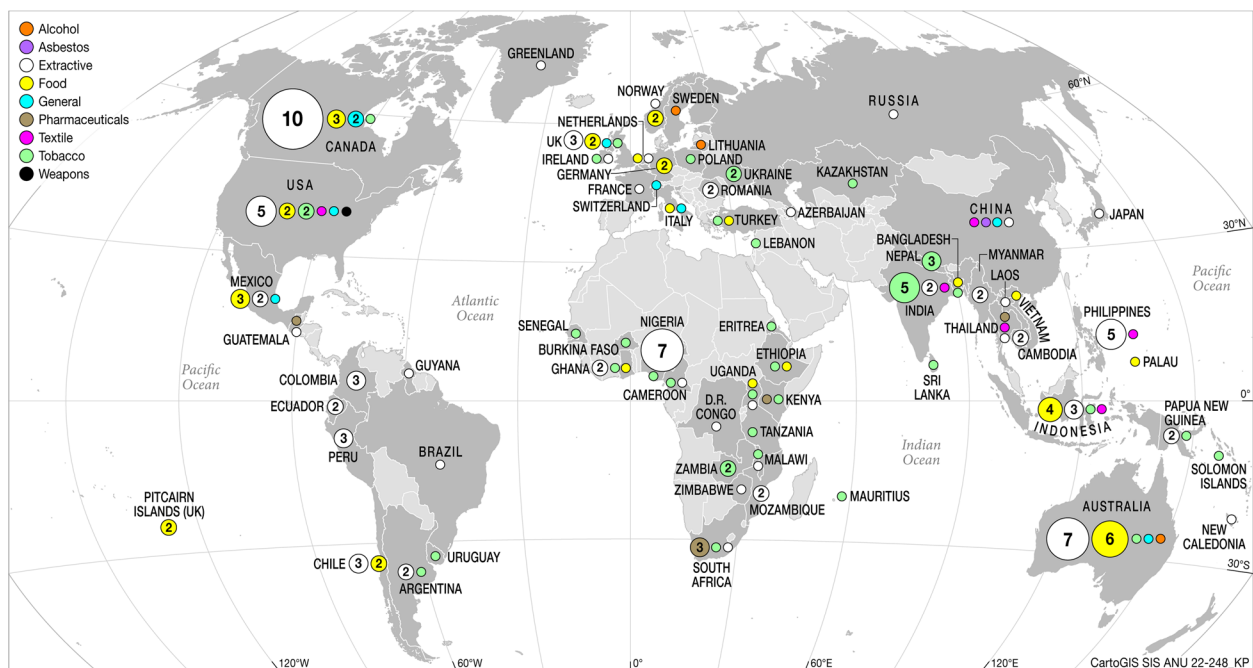 Alcohol
Asbestos
Extractive
Food
General
Pharmaceuticals
Textile
Tobacco
Weapons
GREENLAND
60°N
NORWAY
SWEDEN
RUSSIA
10
3
2
CANADA
2
NETHERLANDS
UK
3
2
LITHUANIA
IRELAND
POLAND
GERMANY
2
2
UKRAINE
KAZAKHSTAN
USA
FRANCE
2
ROMANIA
SWITZERLAND
5
2
2
ITALY
TURKEY
AZERBAIJAN
CHINA
JAPAN
30°N
LEBANON
BANGLADESH
NEPAL
3
MYANMAR
LAOS
Pacific
Ocean
MEXICO
3
2
Atlantic
Ocean
5
2
INDIA
2
VIETNAM
PHILIPPINES
5
GUATEMALA
SENEGAL
NIGERIA
7
ERITREA
THAILAND
2
CAMBODIA
BURKINA FASO
ETHIOPIA
PALAU
GHANA
2
Pacific
Ocean
COLOMBIA
3
GUYANA
CAMEROON
UGANDA
SRI
LANKA
0°
ECUADOR
2
D.R.
CONGO
KENYA
4
3
INDONESIA
PAPUA NEW
GUINEA
2
3
PERU
BRAZIL
TANZANIA
Indian
Ocean
ZAMBIA
2
MALAWI
SOLOMON
ISLANDS
ZIMBABWE
2
MOZAMBIQUE
MAURITIUS
PITCAIRN
ISLANDS (UK)
2
AUSTRALIA
7
6
NEW
CALEDONIA
CHILE
3
2
URUGUAY
2
ARGENTINA
3
SOUTH
AFRICA
30°S
120°W
60°W
0°
60°E
120°E
CartoGIS SIS ANU 22-248_KP